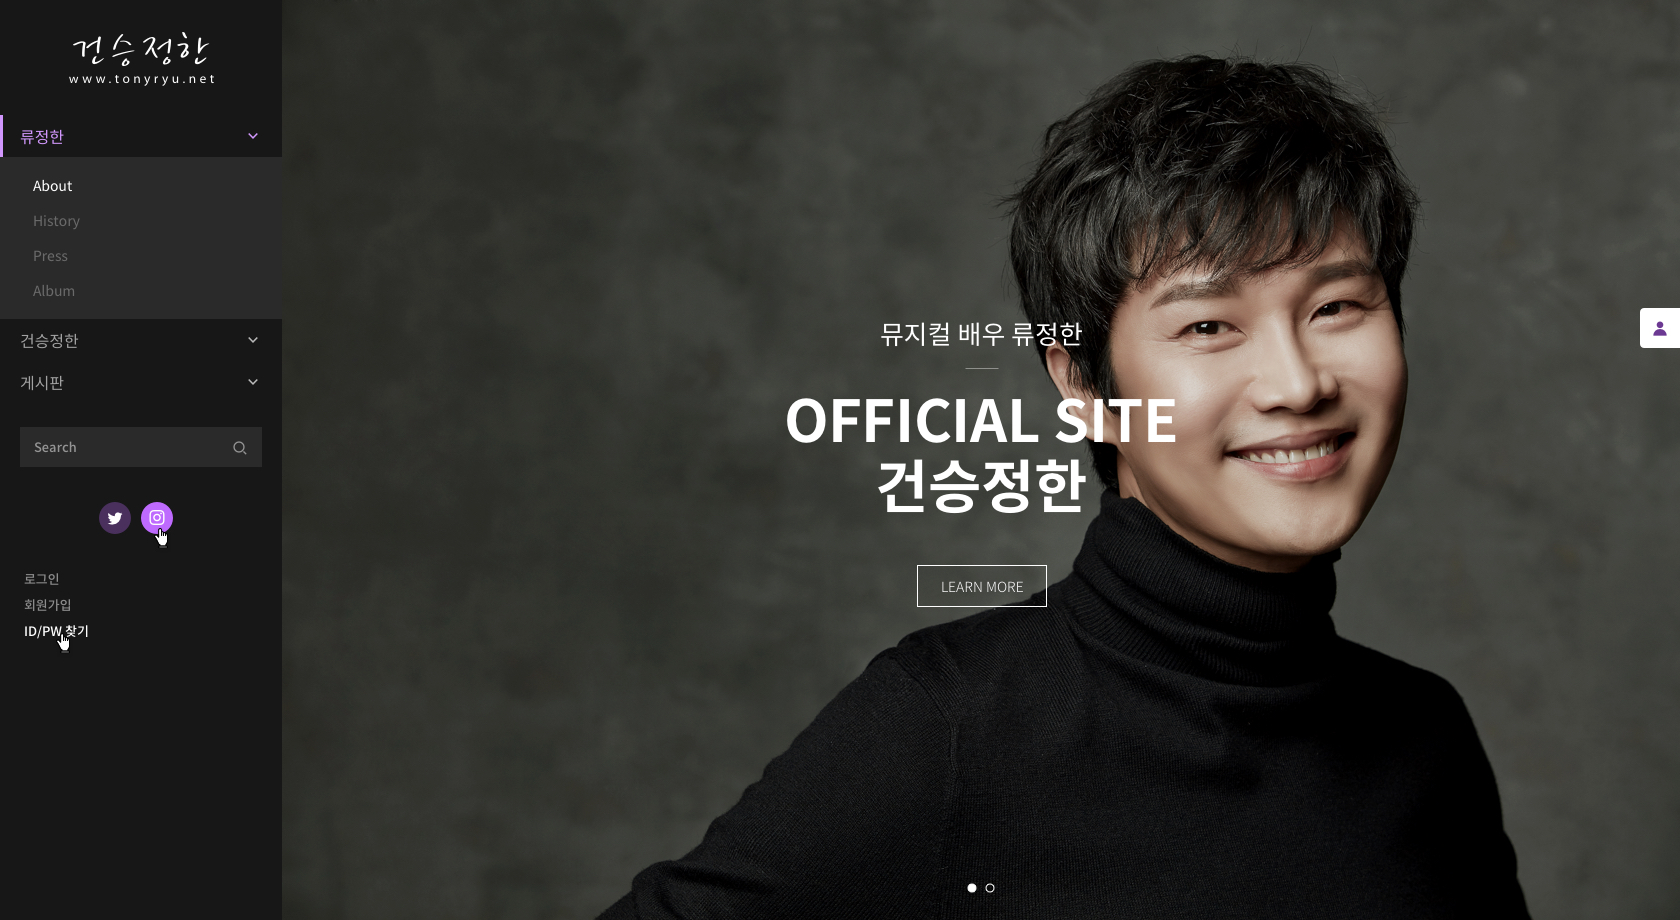 건승정한
www.tonyryu.net
류정한
About
History
Press
Album
건승정한
게시판
Search
로그인
회원가입
ID/PW 찾기
뮤지컬 배우 류정한
OFFICIAL SITE
건승정한
LEARN MORE